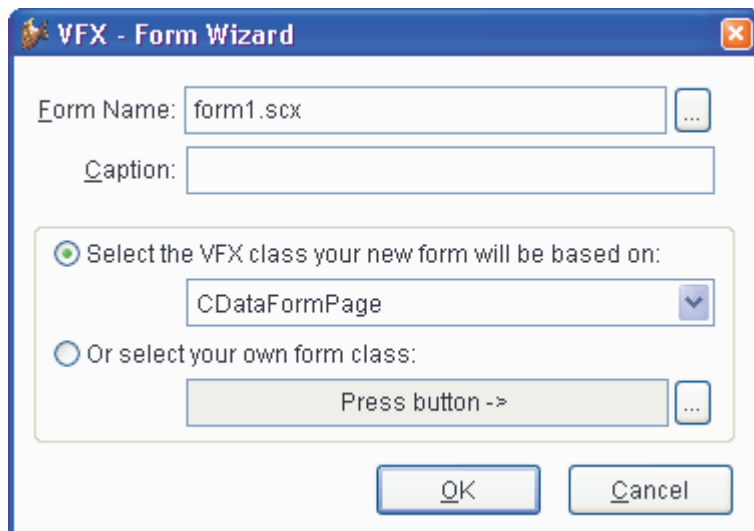 VFX - Form Wizard
Form Name: form1.scx ...
Caption:
Select the VFX class your new form will be based on:
CDataFormPage
Or select your own form class:
Press button -> ...
OK Cancel